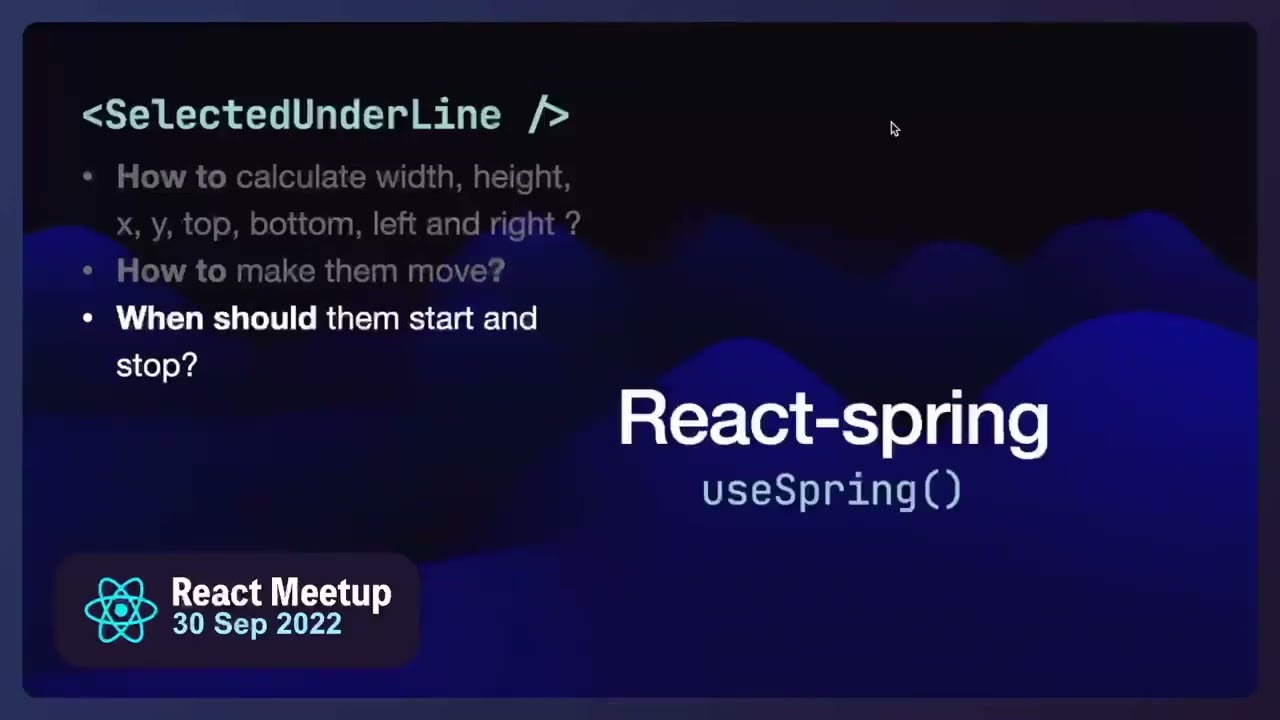 <SelectedUnderLine />
• How to calculate width, height,
x, y, top, bottom, left and right ?
• How to make them move?
• When should them start and
stop?
React-spring
useSpring()
React Meetup
30 Sep 2022